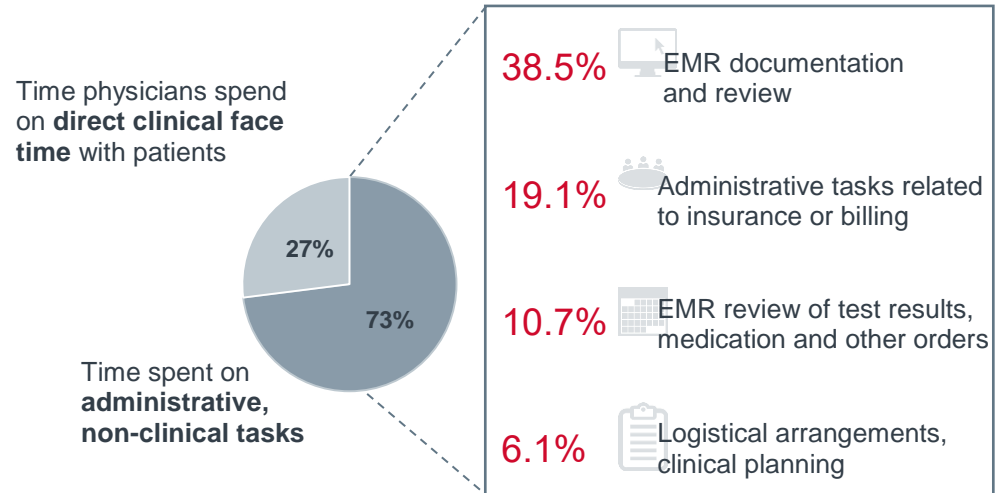 Time physicians spend
on direct clinical face
time with patients
27%
73%
Time spent on
administrative,
non-clinical tasks
38.5%
EMR documentation
and review
19.1%
Administrative tasks related
to insurance or billing
10.7%
EMR review of test results,
medication and other orders
6.1%
Logistical arrangements,
clinical planning